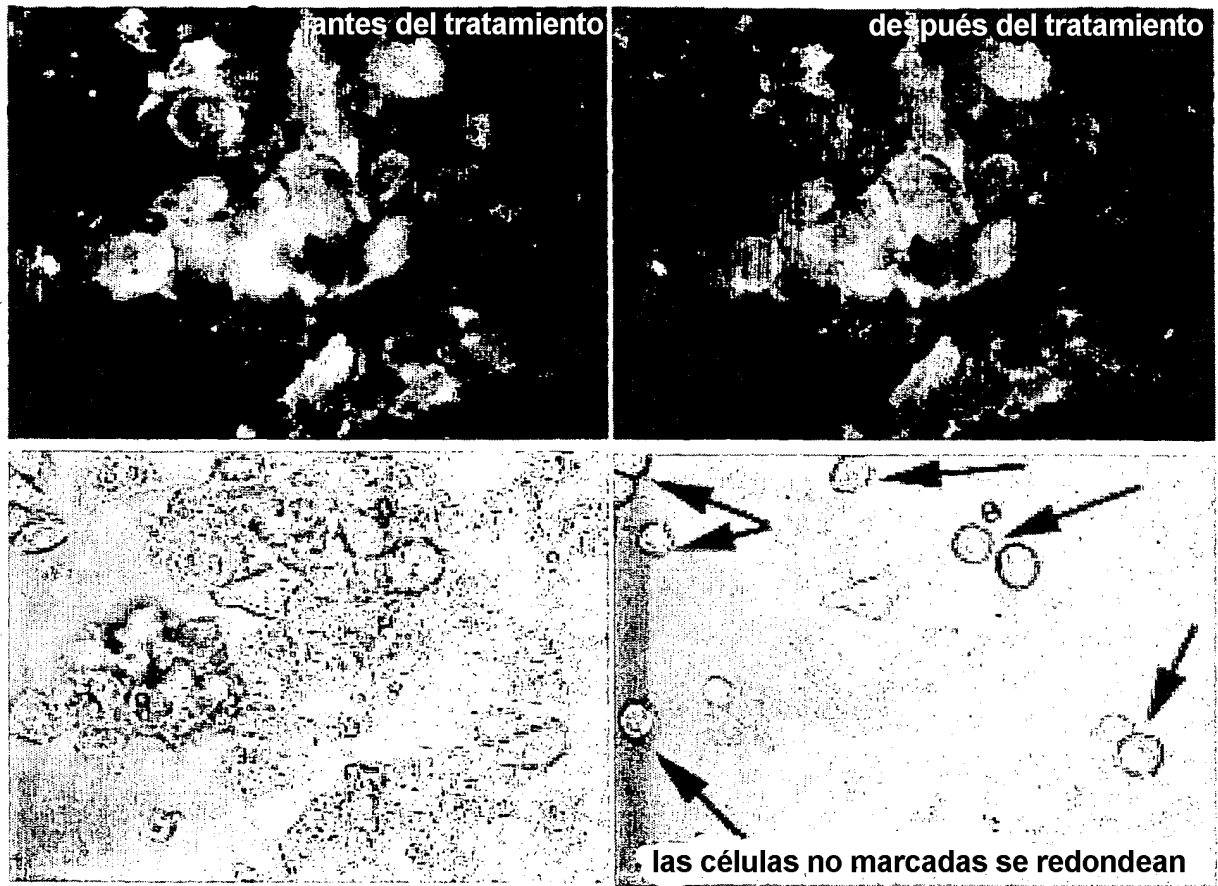 antes del tratamiento
después del tratamiento
las células no marcadas se redondean